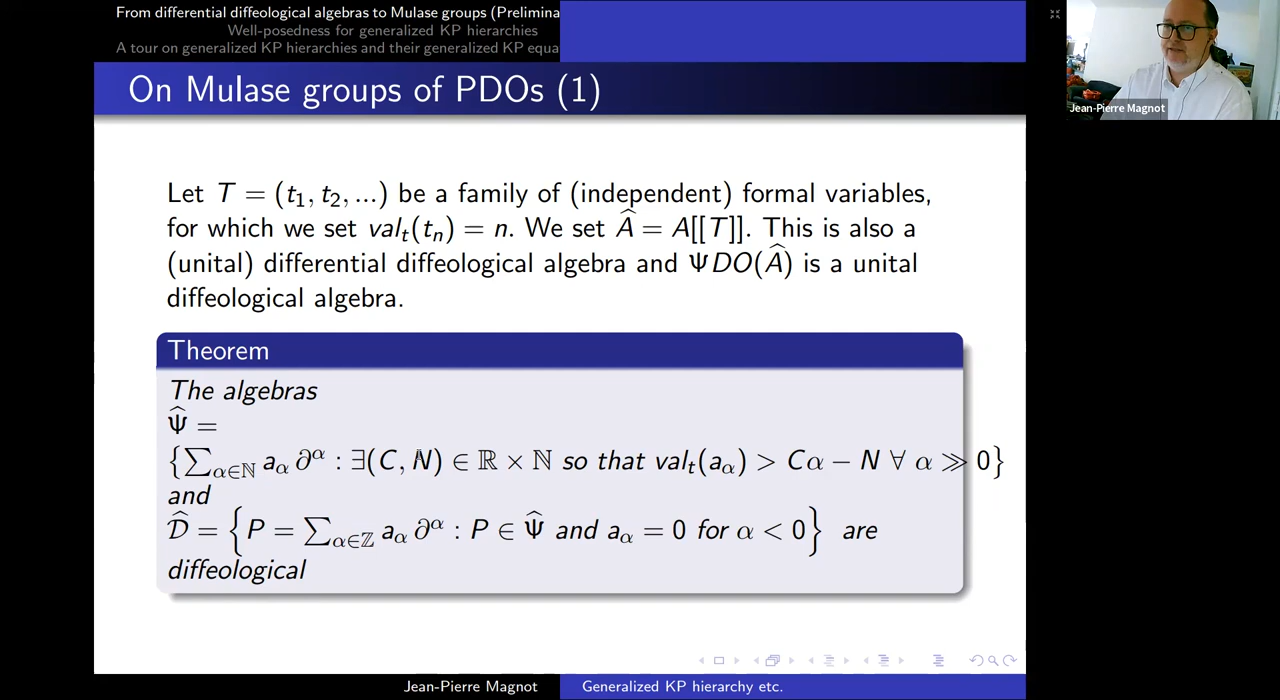 From differential diffeological algebras to Mulase groups (Prelimina
Well-posedness for generalized KP hierarchies
A tour on generalized KP hierarchies and their generalized KP equa
On Mulase groups of PDOs (1)
Jean-Pierre Magnot
Let T = (t₁, t₂, ...) be a family of (independent) formal variables,
for which we set valₜ(tₙ) = n. We set Â = A[[T]]. This is also a
(unital) differential diffeological algebra and ΨDO(Â) is a unital
diffeological algebra.
Theorem
The algebras
Ψ̂ =
{∑_{α∈ℕ} a_α ∂^α : ∃(C, N) ∈ ℝ × ℕ so that valₜ(a_α) > Cα − N ∀ α ≫ 0}
and
𝒟̂ = {P = ∑_{α∈ℤ} a_α ∂^α : P ∈ Ψ̂ and a_α = 0 for α < 0} are
diffeological
Jean-Pierre Magnot Generalized KP hierarchy etc.